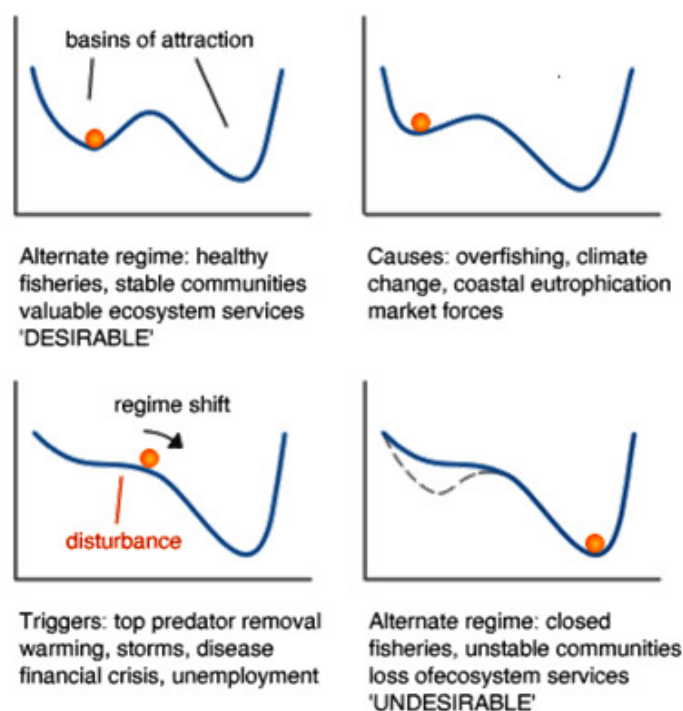 basins of attraction
Alternate regime: healthy
fisheries, stable communities
valuable ecosystem services
'DESIRABLE'
Causes: overfishing, climate
change, coastal eutrophication
market forces
regime shift
disturbance
Triggers: top predator removal
warming, storms, disease
financial crisis, unemployment
Alternate regime: closed
fisheries, unstable communities
loss ofecosystem services
'UNDESIRABLE'